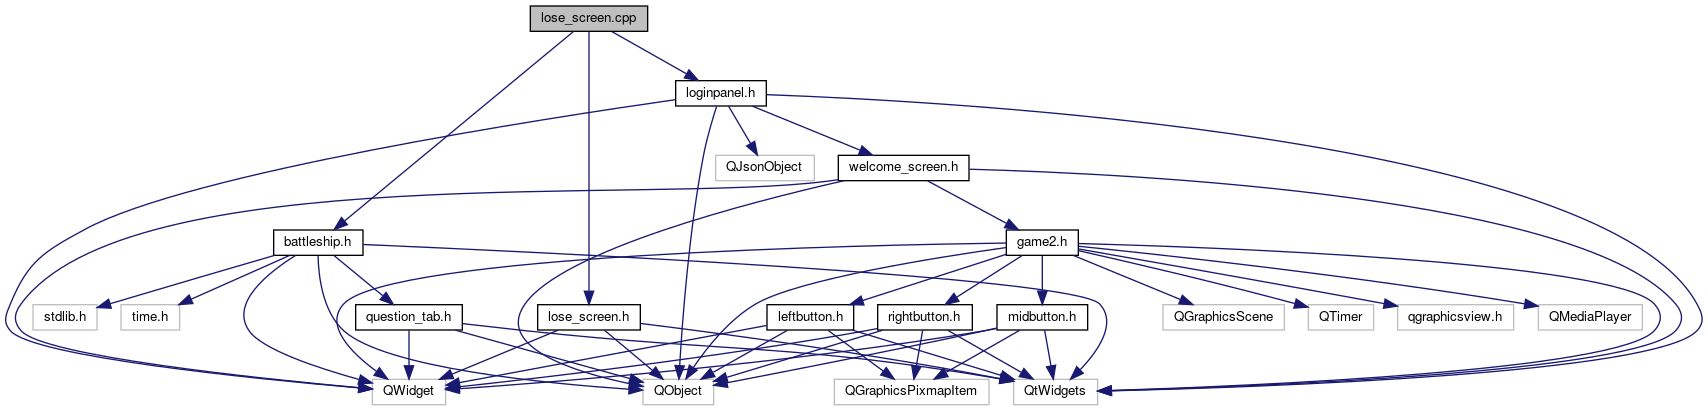 lose_screen.cpp
loginpanel.h
QJsonObject
welcome_screen.h
battleship.h
game2.h
stdlib.h
time.h
question_tab.h
lose_screen.h
leftbutton.h
rightbutton.h
midbutton.h
QGraphicsScene
QTimer
qgraphicsview.h
QMediaPlayer
QWidget
QObject
QGraphicsPixmapItem
QtWidgets